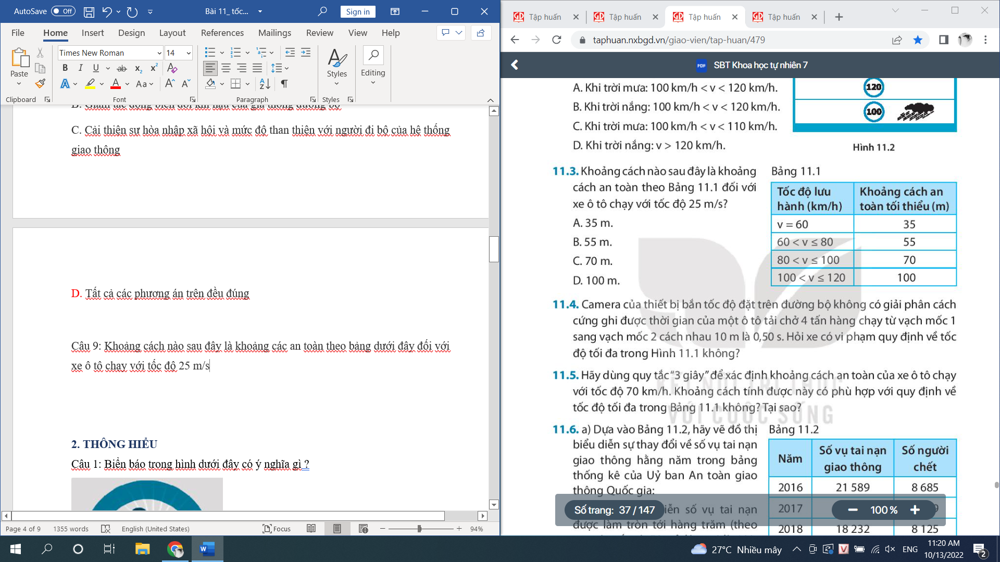 AutoSave
Off
Bài 11_ tốc...
Sign in
File Home Insert Design Layout References Mailings Review View Help
Times New Roman
14
Paste
Styles
Editing
Clipboard
Font
Paragraph
Styles
B. Giảm tác động biến đổi khí hậu của gia thông đường bộ
C. Cải thiện sự hòa nhập xã hội và mức độ than thiện với người đi bộ của hệ thống
giao thông
D. Tất cả các phương án trên đều đúng
Câu 9: Khoảng cách nào sau đây là khoảng các an toàn theo bảng dưới đây đối với
xe ô tô chạy với tốc độ 25 m/s
2. THÔNG HIỂU
Câu 1: Biển báo trong hình dưới đây có ý nghĩa gì ?
Page 4 of 9
1355 words
English (United States)
Focus
94%
Tập huấn
Tập huấn
Tập huấn
Tập huấn
taphuan.nxbgd.vn/giao-vien/tap-huan/479
PDF
SBT Khoa học tự nhiên 7
A. Khi trời mưa: 100 km/h < v < 120 km/h.
B. Khi trời nắng: 100 km/h < v < 120 km/h.
C. Khi trời mưa: 100 km/h < v < 110 km/h.
D. Khi trời nắng: v > 120 km/h.
120
100
Hình 11.2
11.3. Khoảng cách nào sau đây là khoảng
cách an toàn theo Bảng 11.1 đối với
xe ô tô chạy với tốc độ 25 m/s?
A. 35 m.
B. 55 m.
C. 70 m.
D. 100 m.
Bảng 11.1
Tốc độ lưu hành (km/h) Khoảng cách an toàn tối thiểu (m)
v = 60 35
60 < v ≤ 80 55
80 < v ≤ 100 70
100 < v ≤ 120 100
11.4. Camera của thiết bị bắn tốc độ đặt trên đường bộ không có giải phân cách
cứng ghi được thời gian của một ô tô tải chở 4 tấn hàng chạy từ vạch mốc 1
sang vạch mốc 2 cách nhau 10 m là 0,50 s. Hỏi xe có vi phạm quy định về tốc
độ tối đa trong Hình 11.1 không?
11.5. Hãy dùng quy tắc "3 giây" để xác định khoảng cách an toàn của xe ô tô chạy
với tốc độ 70 km/h. Khoảng cách tính được này có phù hợp với quy định về
tốc độ tối đa trong Bảng 11.1 không? Tại sao?
KẾT NỐI TRI THỨC
VỚI CUỘC SỐNG
11.6. a) Dựa vào Bảng 11.2, hãy vẽ đồ thị
biểu diễn sự thay đổi về số vụ tai nạn
giao thông hằng năm trong bảng
thống kê của Uỷ ban An toàn giao
thông Quốc gia:
iễn số vụ tai nạn
được làm tròn tới hàng trăm (theo
Bảng 11.2
Năm Số vụ tai nạn giao thông Số người chết
2016 21 589 8 685
2017
2018 18 232 8 125
Số trang: 37 / 147
100 %
27°C Nhiều mây
ENG
11:20 AM
10/13/2022
2